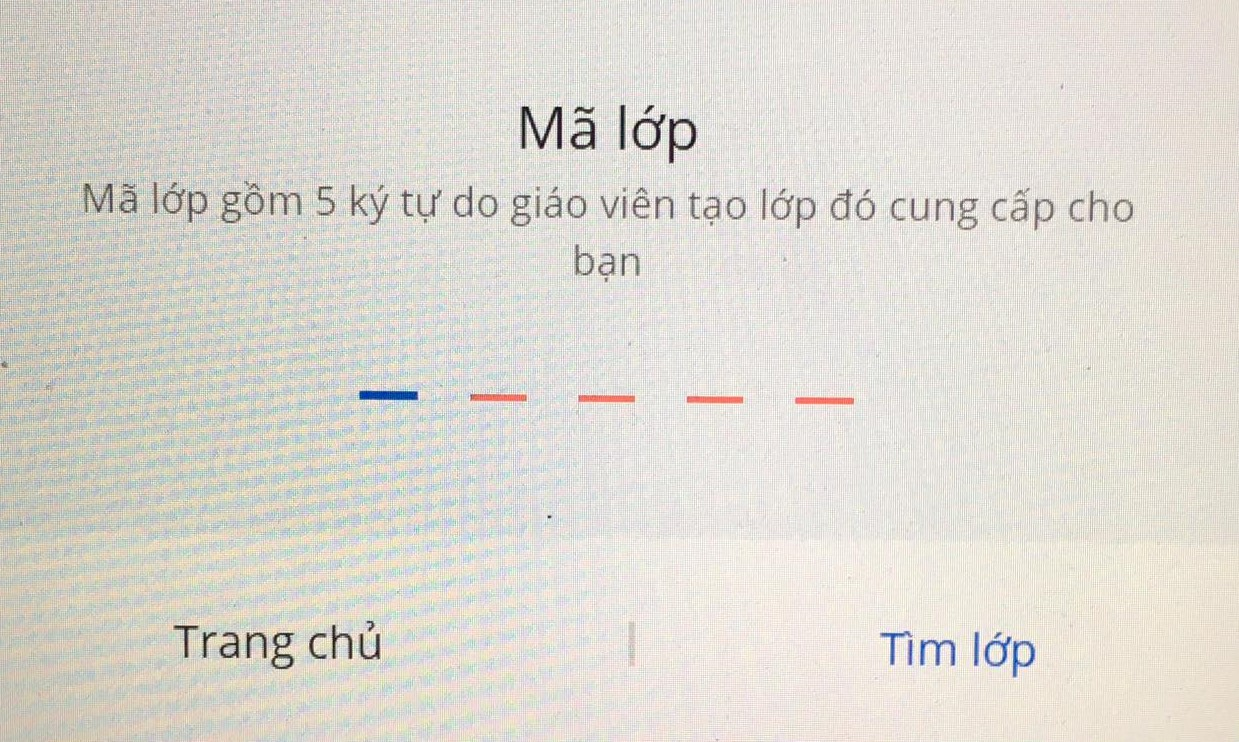 Mã lớp
Mã lớp gồm 5 ký tự do giáo viên tạo lớp đó cung cấp cho
bạn
Trang chủ
Tìm lớp